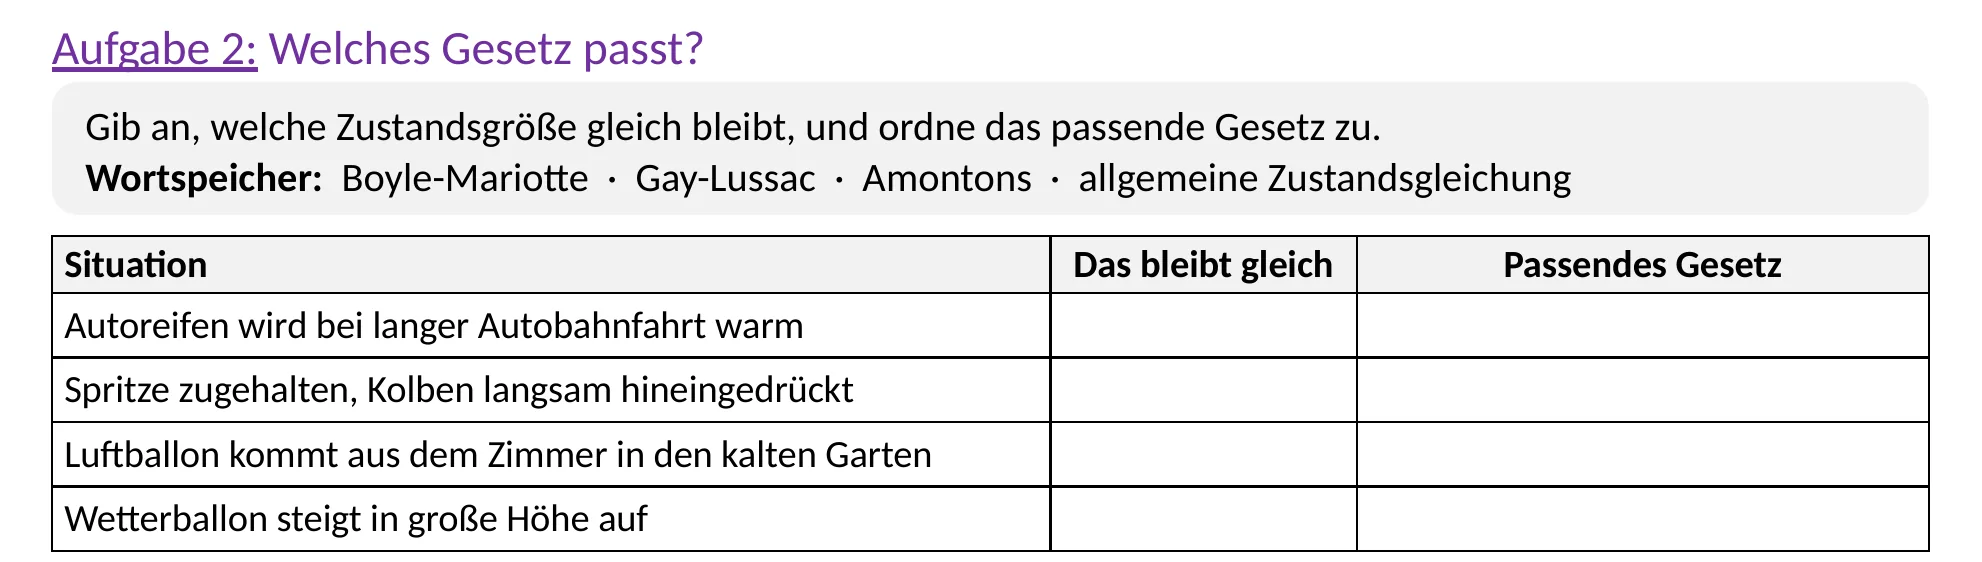 Aufgabe 2: Welches Gesetz passt?
Gib an, welche Zustandsgröße gleich bleibt, und ordne das passende Gesetz zu.
Wortspeicher: Boyle-Mariotte · Gay-Lussac · Amontons · allgemeine Zustandsgleichung
Situation Das bleibt gleich Passendes Gesetz
Autoreifen wird bei langer Autobahnfahrt warm
Spritze zugehalten, Kolben langsam hineingedrückt
Luftballon kommt aus dem Zimmer in den kalten Garten
Wetterballon steigt in große Höhe auf